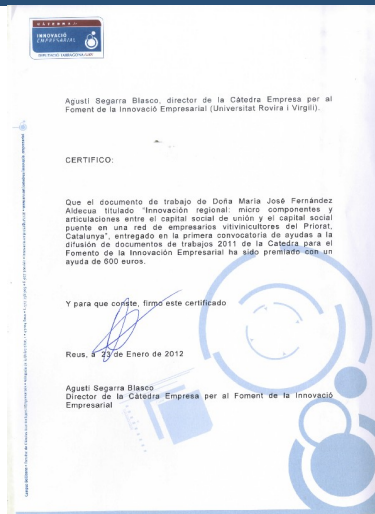 INNOVACIÓ
EMPRESARIAL
Agustí Segarra Blasco, director de la Càtedra Empresa per al
Foment de la Innovació Empresarial (Universitat Rovira i Virgili).
CERTIFICO:
Que el documento de trabajo de Doña María José Fernández
Aldecua titulado “Innovación regional: micro componentes y
articulaciones entre el capital social de unión y el capital social
puente en una red de empresarios vitivinicultores del Priorat,
Catalunya”, entregado en la primera convocatoria de ayudas a la
difusión de documentos de trabajos 2011 de la Catedra para el
Fomento de la Innovación Empresarial ha sido premiado con un
ayuda de 600 euros.
Y para que conste, firmo este certificado
Reus, a 23 de Enero de 2012
Agustí Segarra Blasco
Director de la Càtedra Empresa per al Foment de la Innovació
Empresarial